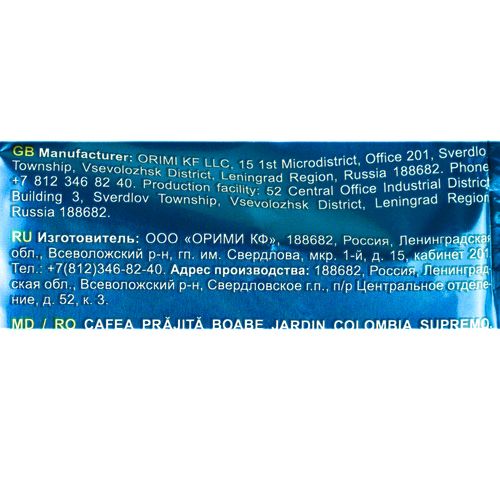 GB Manufacturer: ORIMI KF LLC, 15 1st Microdistrict, Office 201, Sverdlo
Township, Vsevolozhsk District, Leningrad Region, Russia 188682. Phone
+7 812 346 82 40. Production facility: 52 Central Office Industrial District
Building 3, Sverdlov Township, Vsevolozhsk District, Leningrad Region
Russia 188682.
RU Изготовитель: ООО «ОРИМИ КФ», 188682, Россия, Ленинградская
обл., Всеволожский р-н, гп. им. Свердлова, мкр. 1-й, д. 15, кабинет 201
Тел.: +7(812)346-82-40. Адрес производства: 188682, Россия, Ленинград-
ская обл., Всеволожский р-н, Свердловское г.п., п/р Центральное отделе-
ние, д. 52, к. 3.
MD / RO CAFEA PRĂJITĂ BOABE JARDIN COLOMBIA SUPREMO,